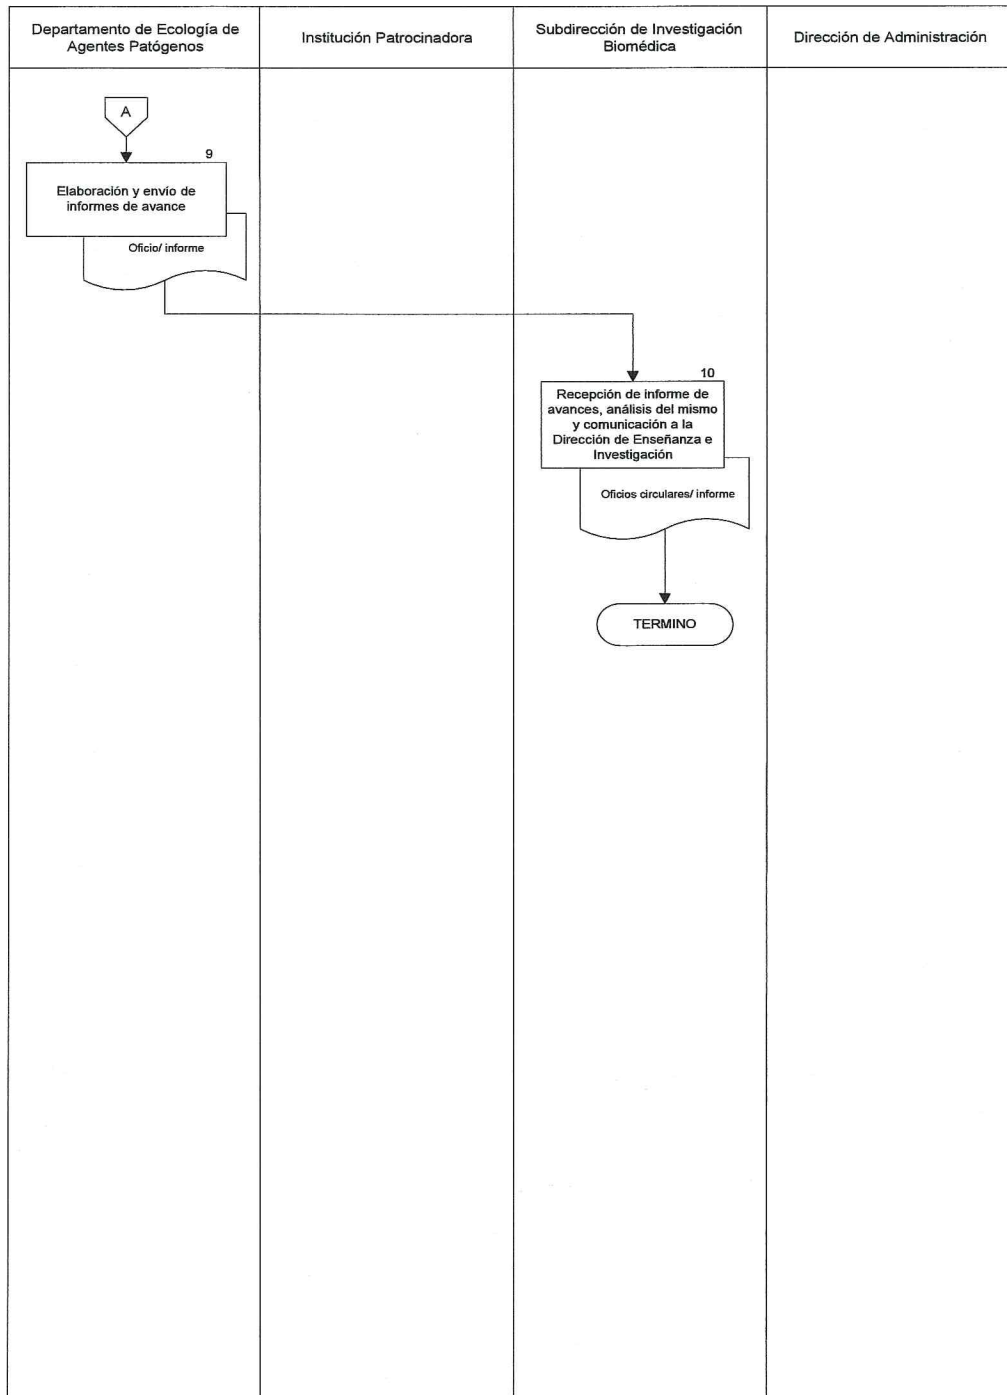 Departamento de Ecología de
Agentes Patógenos
Institución Patrocinadora
Subdirección de Investigación
Biomédica
Dirección de Administración
A
9
Elaboración y envío de
informes de avance
Oficio/ informe
10
Recepción de informe de
avances, análisis del mismo
y comunicación a la
Dirección de Enseñanza e
Investigación
Oficios circulares/ informe
TERMINO